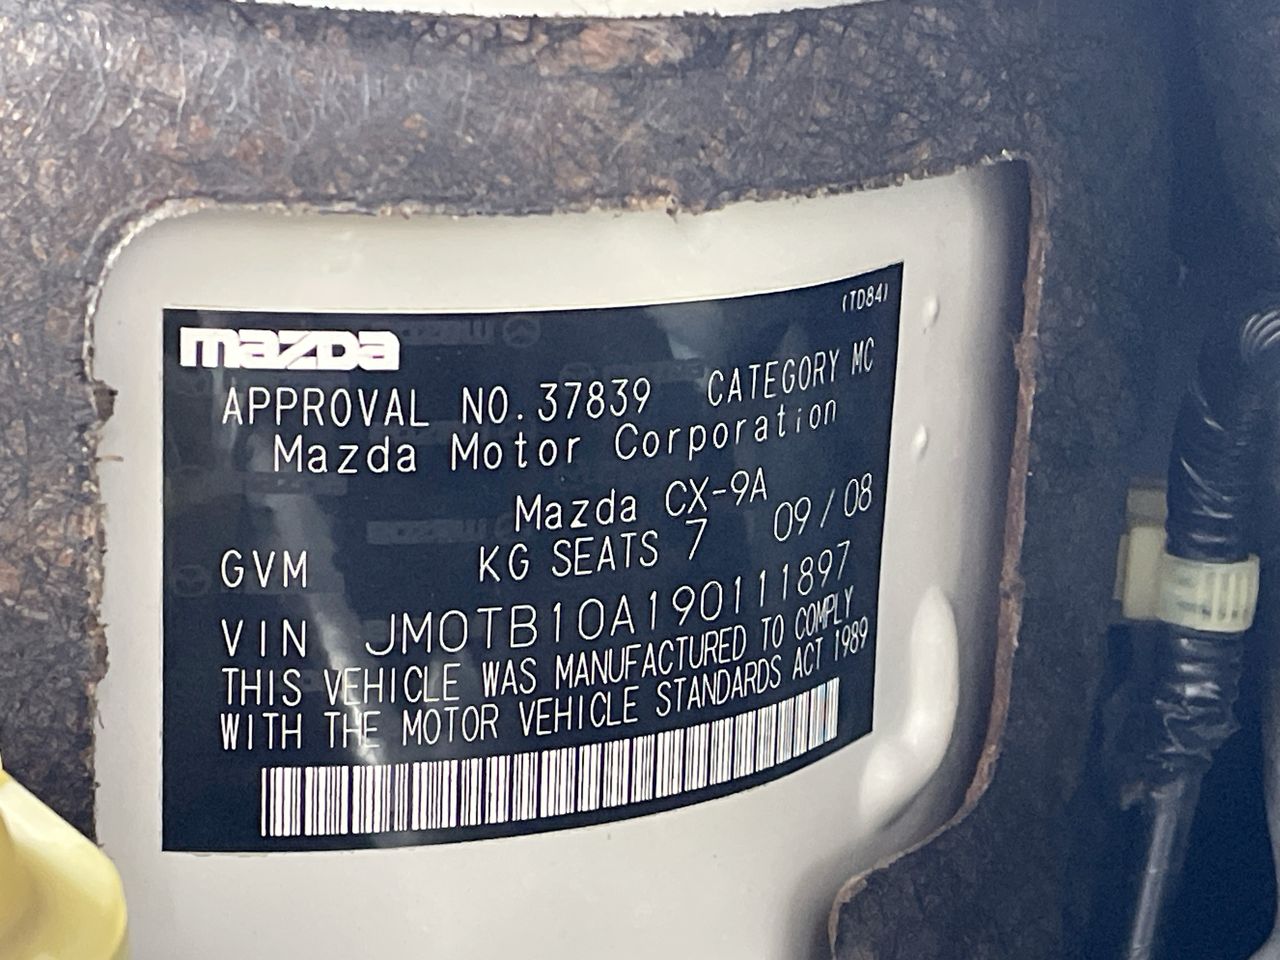 (TD84)
mazda
APPROVAL NO. 37839 CATEGORY MC
Mazda Motor Corporation
Mazda CX-9A
GVM KG SEATS 7 09/08
VIN JM0TB10A190111897
THIS VEHICLE WAS MANUFACTURED TO COMPLY
WITH THE MOTOR VEHICLE STANDARDS ACT 1989